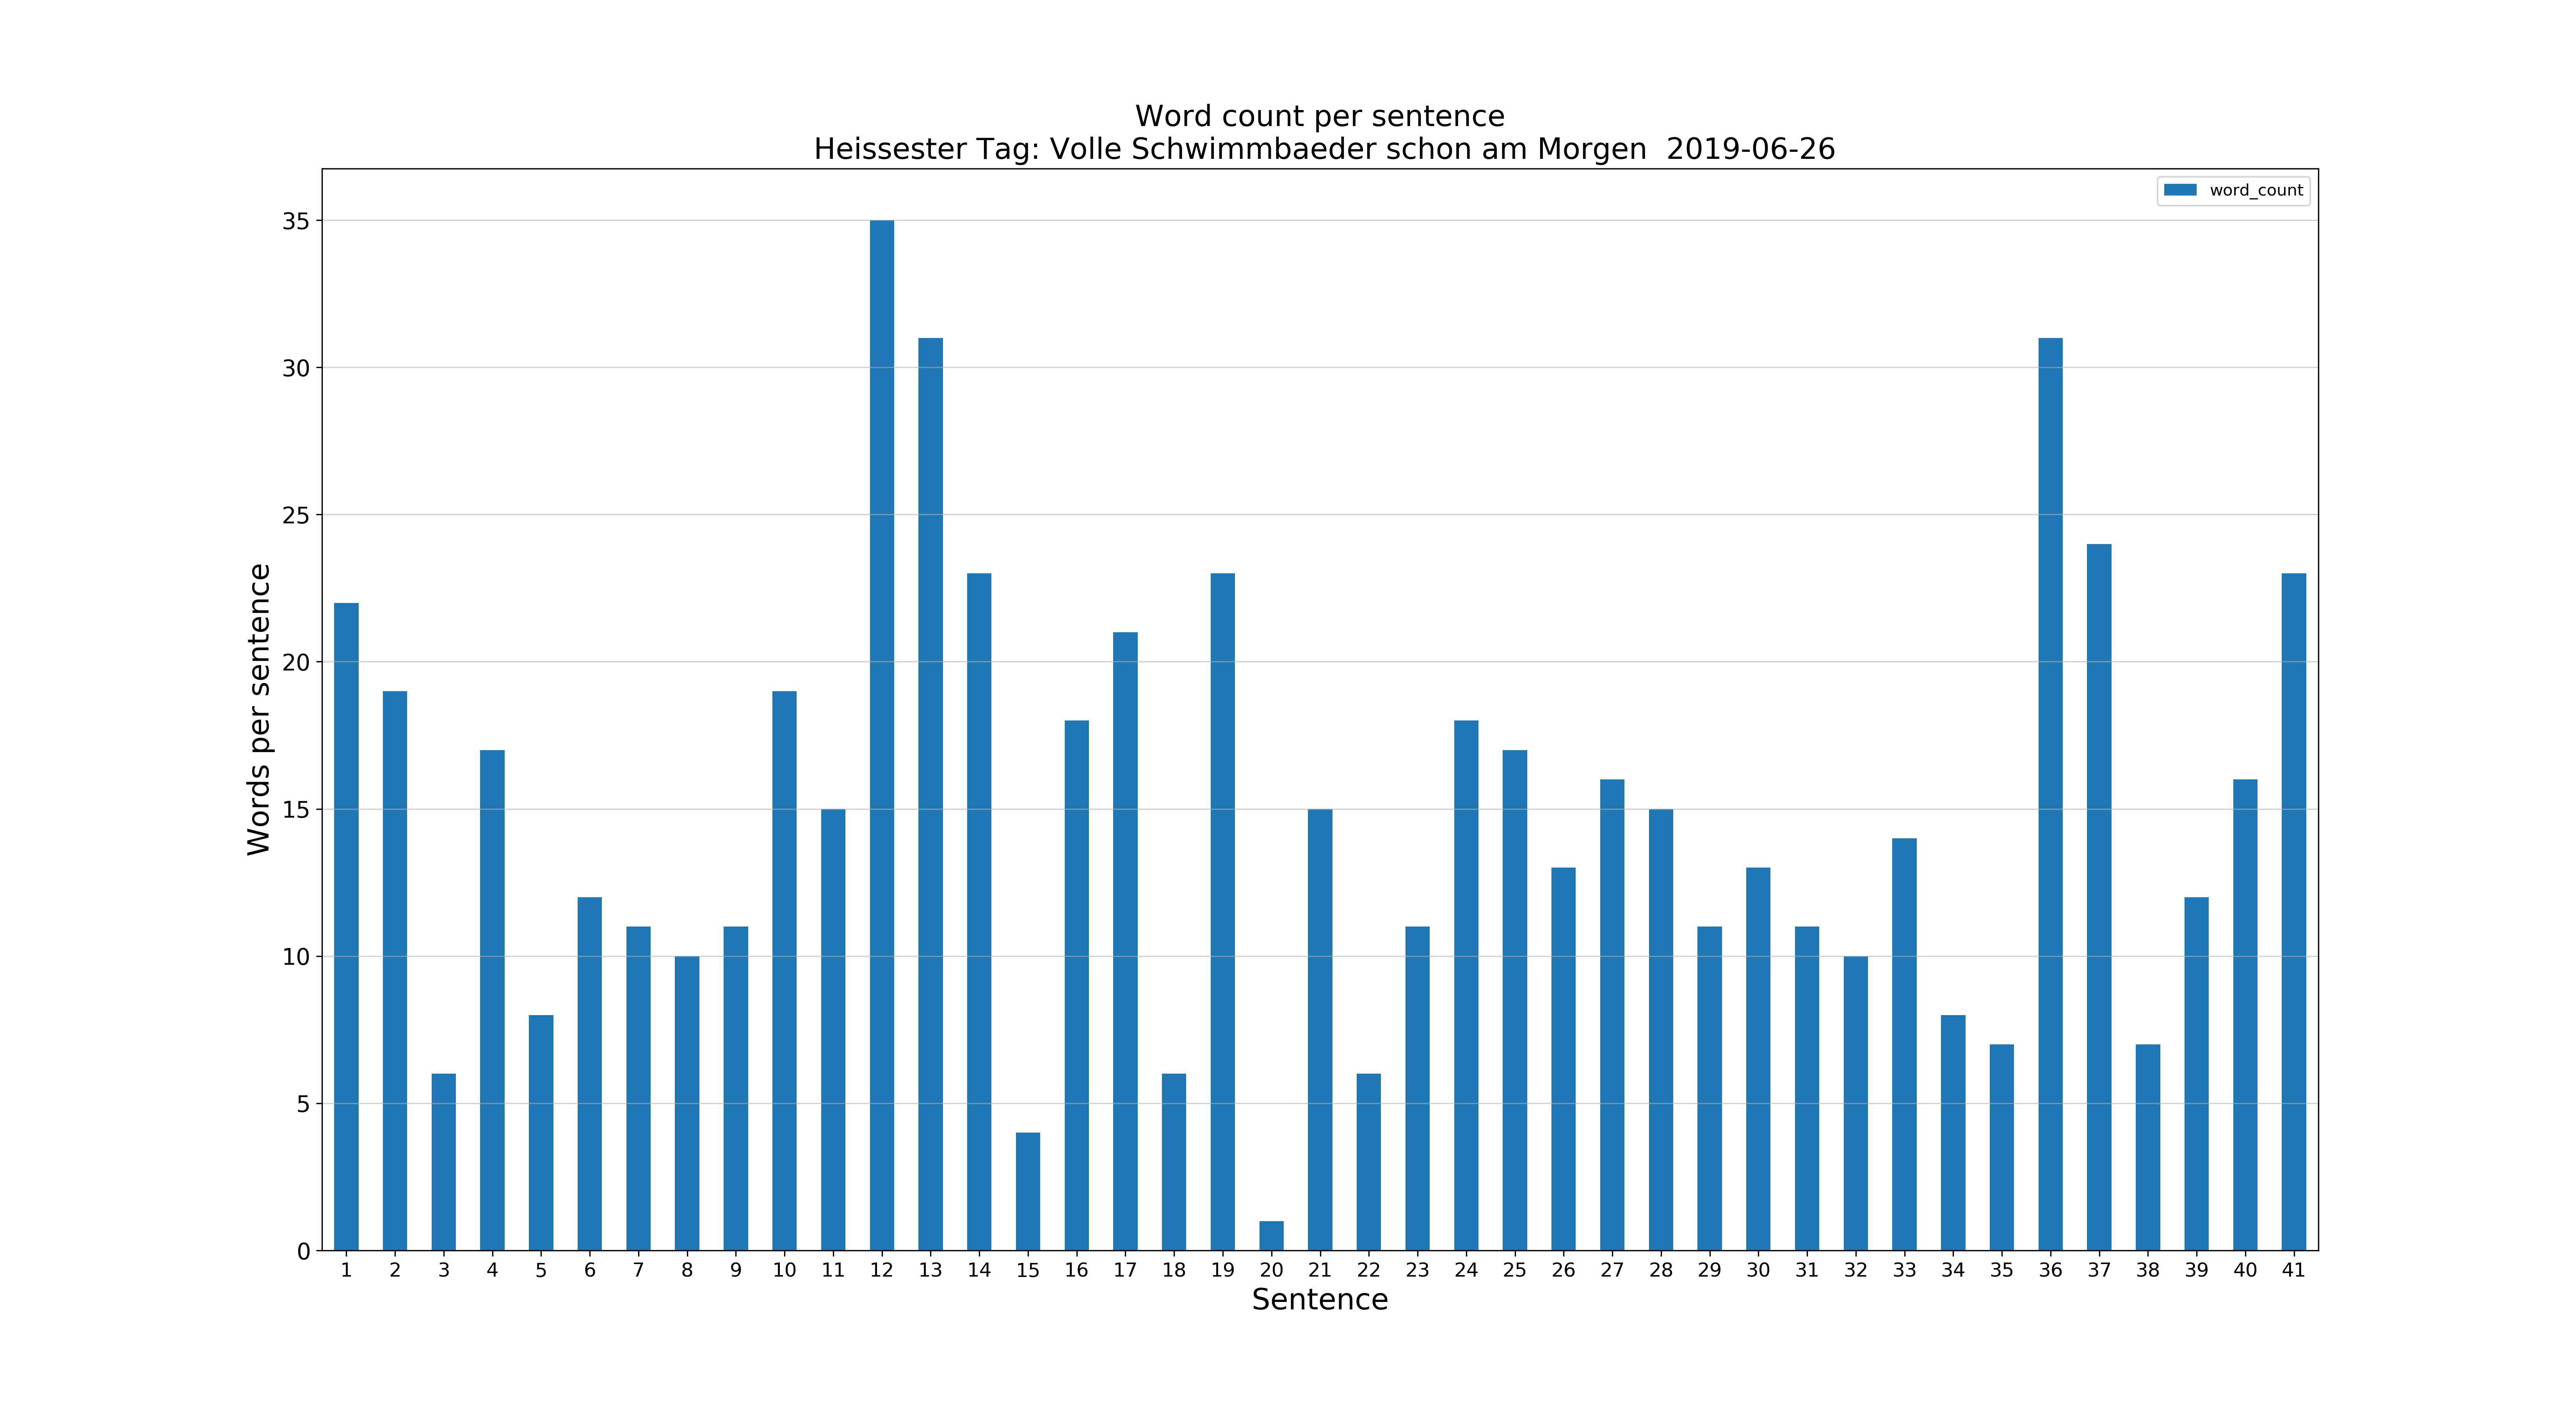 Word count per sentence
Heissester Tag: Volle Schwimmbaeder schon am Morgen  2019-06-26
word_count
35
30
25
20
15
10
5
0
Words per sentence
1 2 3 4 5 6 7 8 9 10 11 12 13 14 15 16 17 18 19 20 21 22 23 24 25 26 27 28 29 30 31 32 33 34 35 36 37 38 39 40 41
Sentence